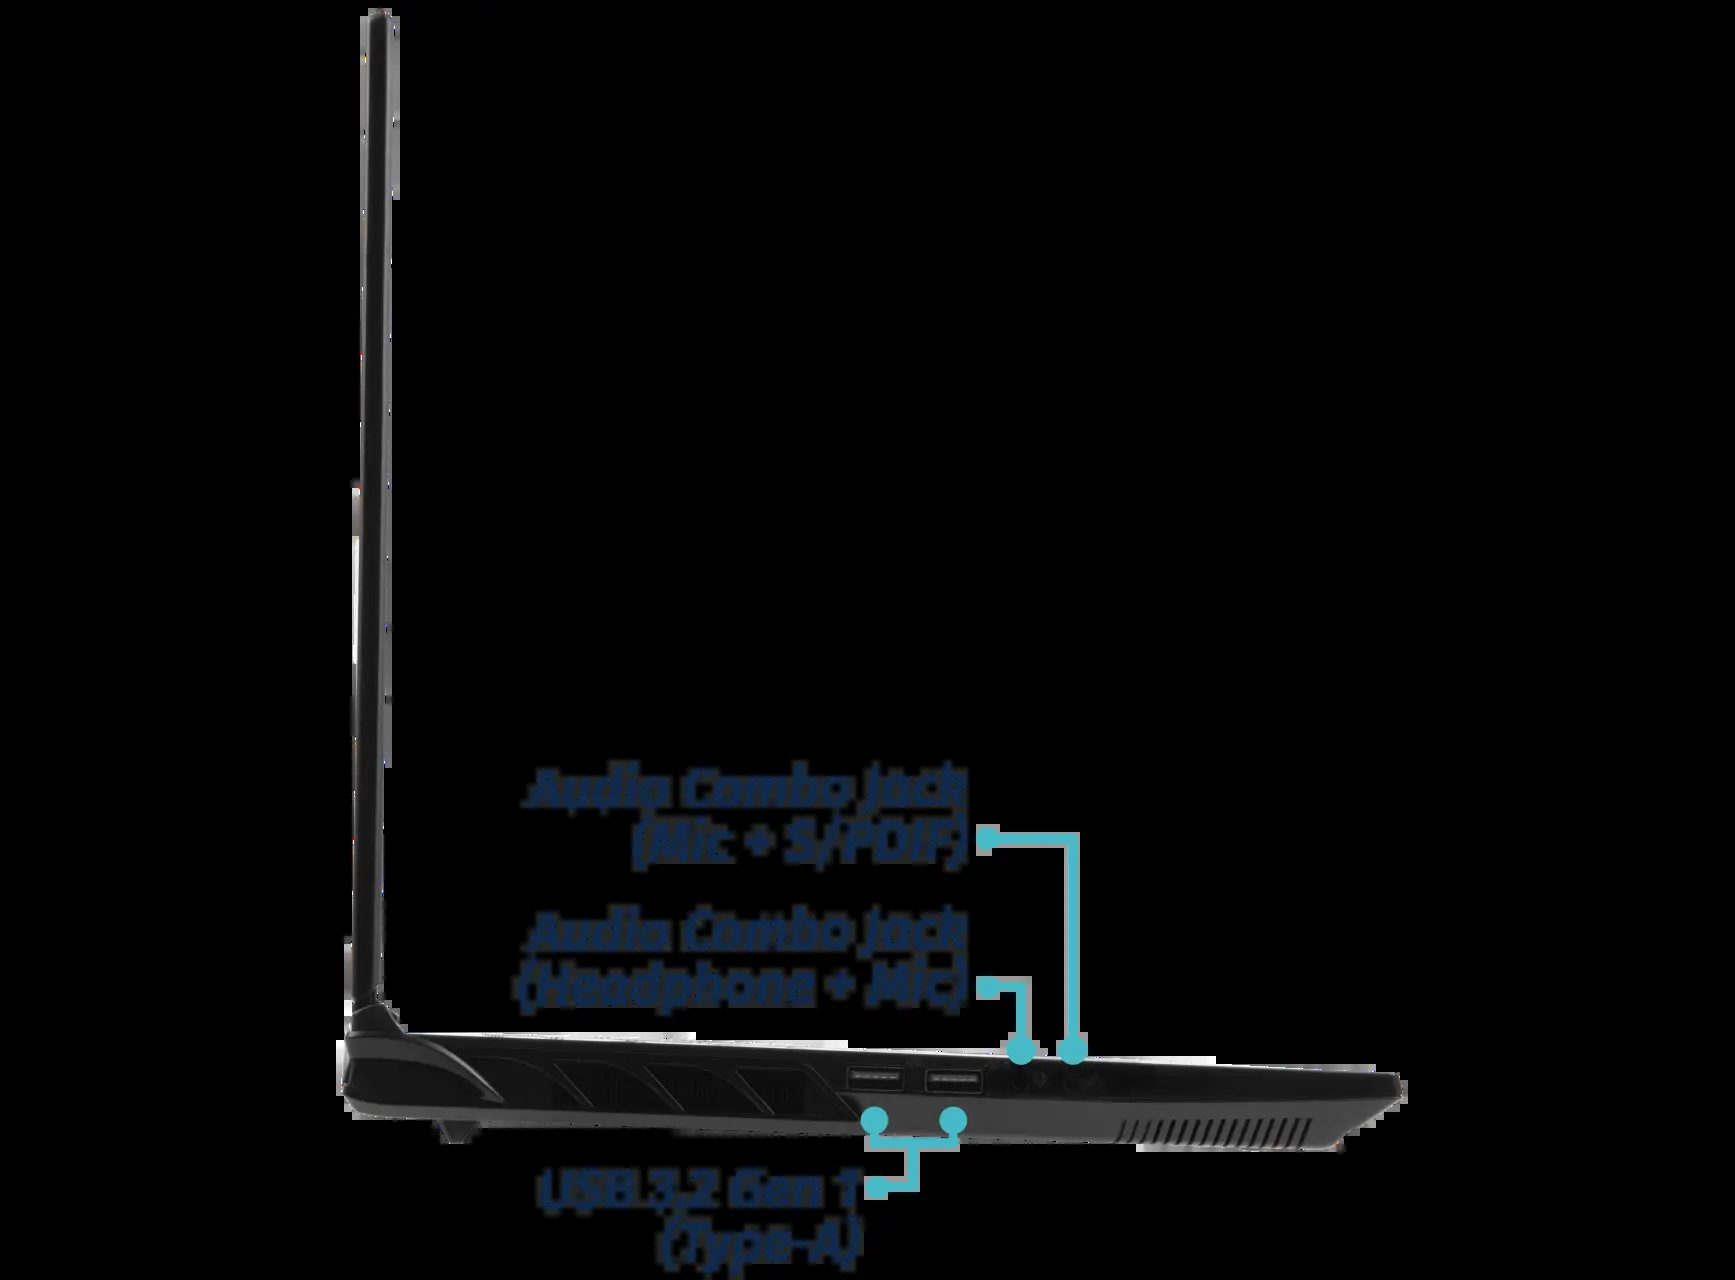 Audio Combo Jack
(Mic + S/PDIF)
Audio Combo Jack
(Headphone + Mic)
USB 3.2 Gen 1
(Type-A)